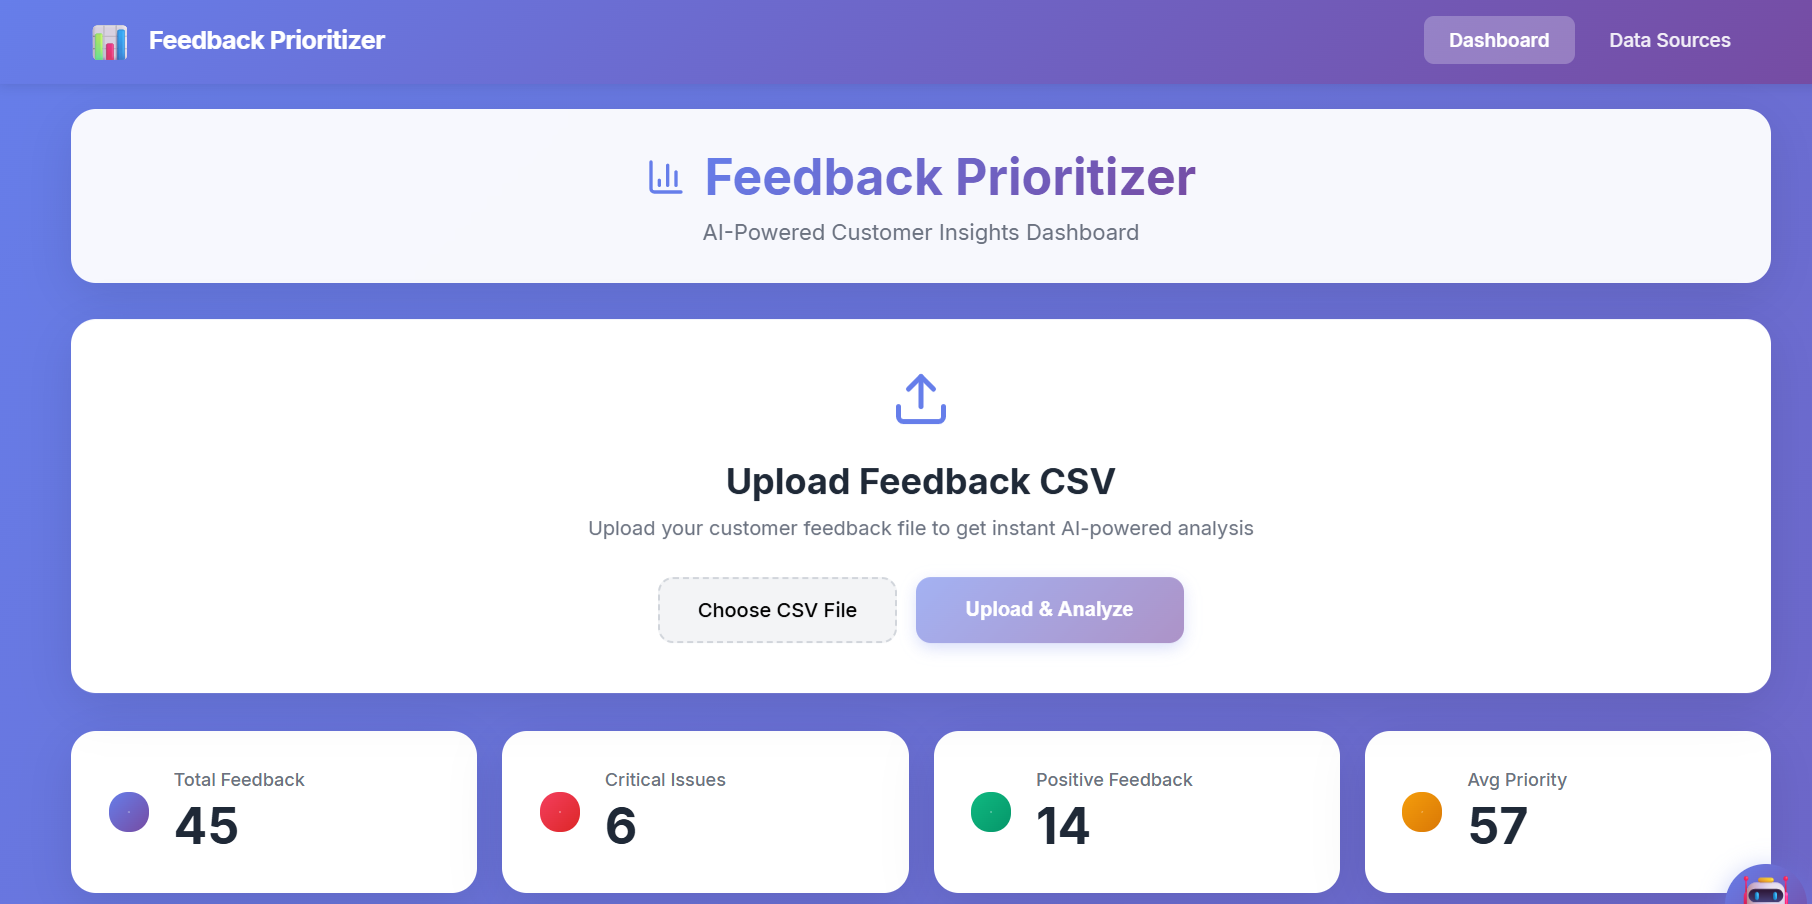 Feedback Prioritizer
Dashboard
Data Sources
Feedback Prioritizer
AI-Powered Customer Insights Dashboard
Upload Feedback CSV
Upload your customer feedback file to get instant AI-powered analysis
Choose CSV File
Upload & Analyze
Total Feedback
45
Critical Issues
6
Positive Feedback
14
Avg Priority
57